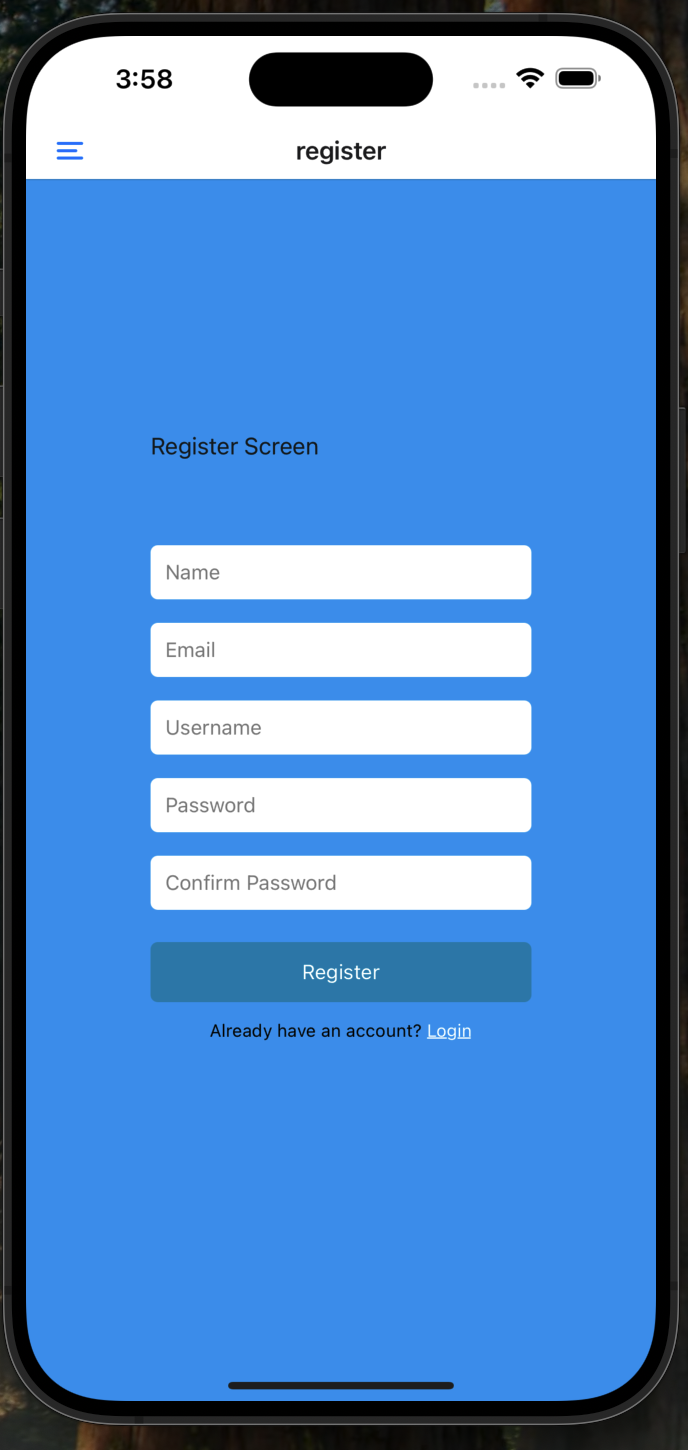 3:58
register
Register Screen
Name
Email
Username
Password
Confirm Password
Register
Already have an account? Login